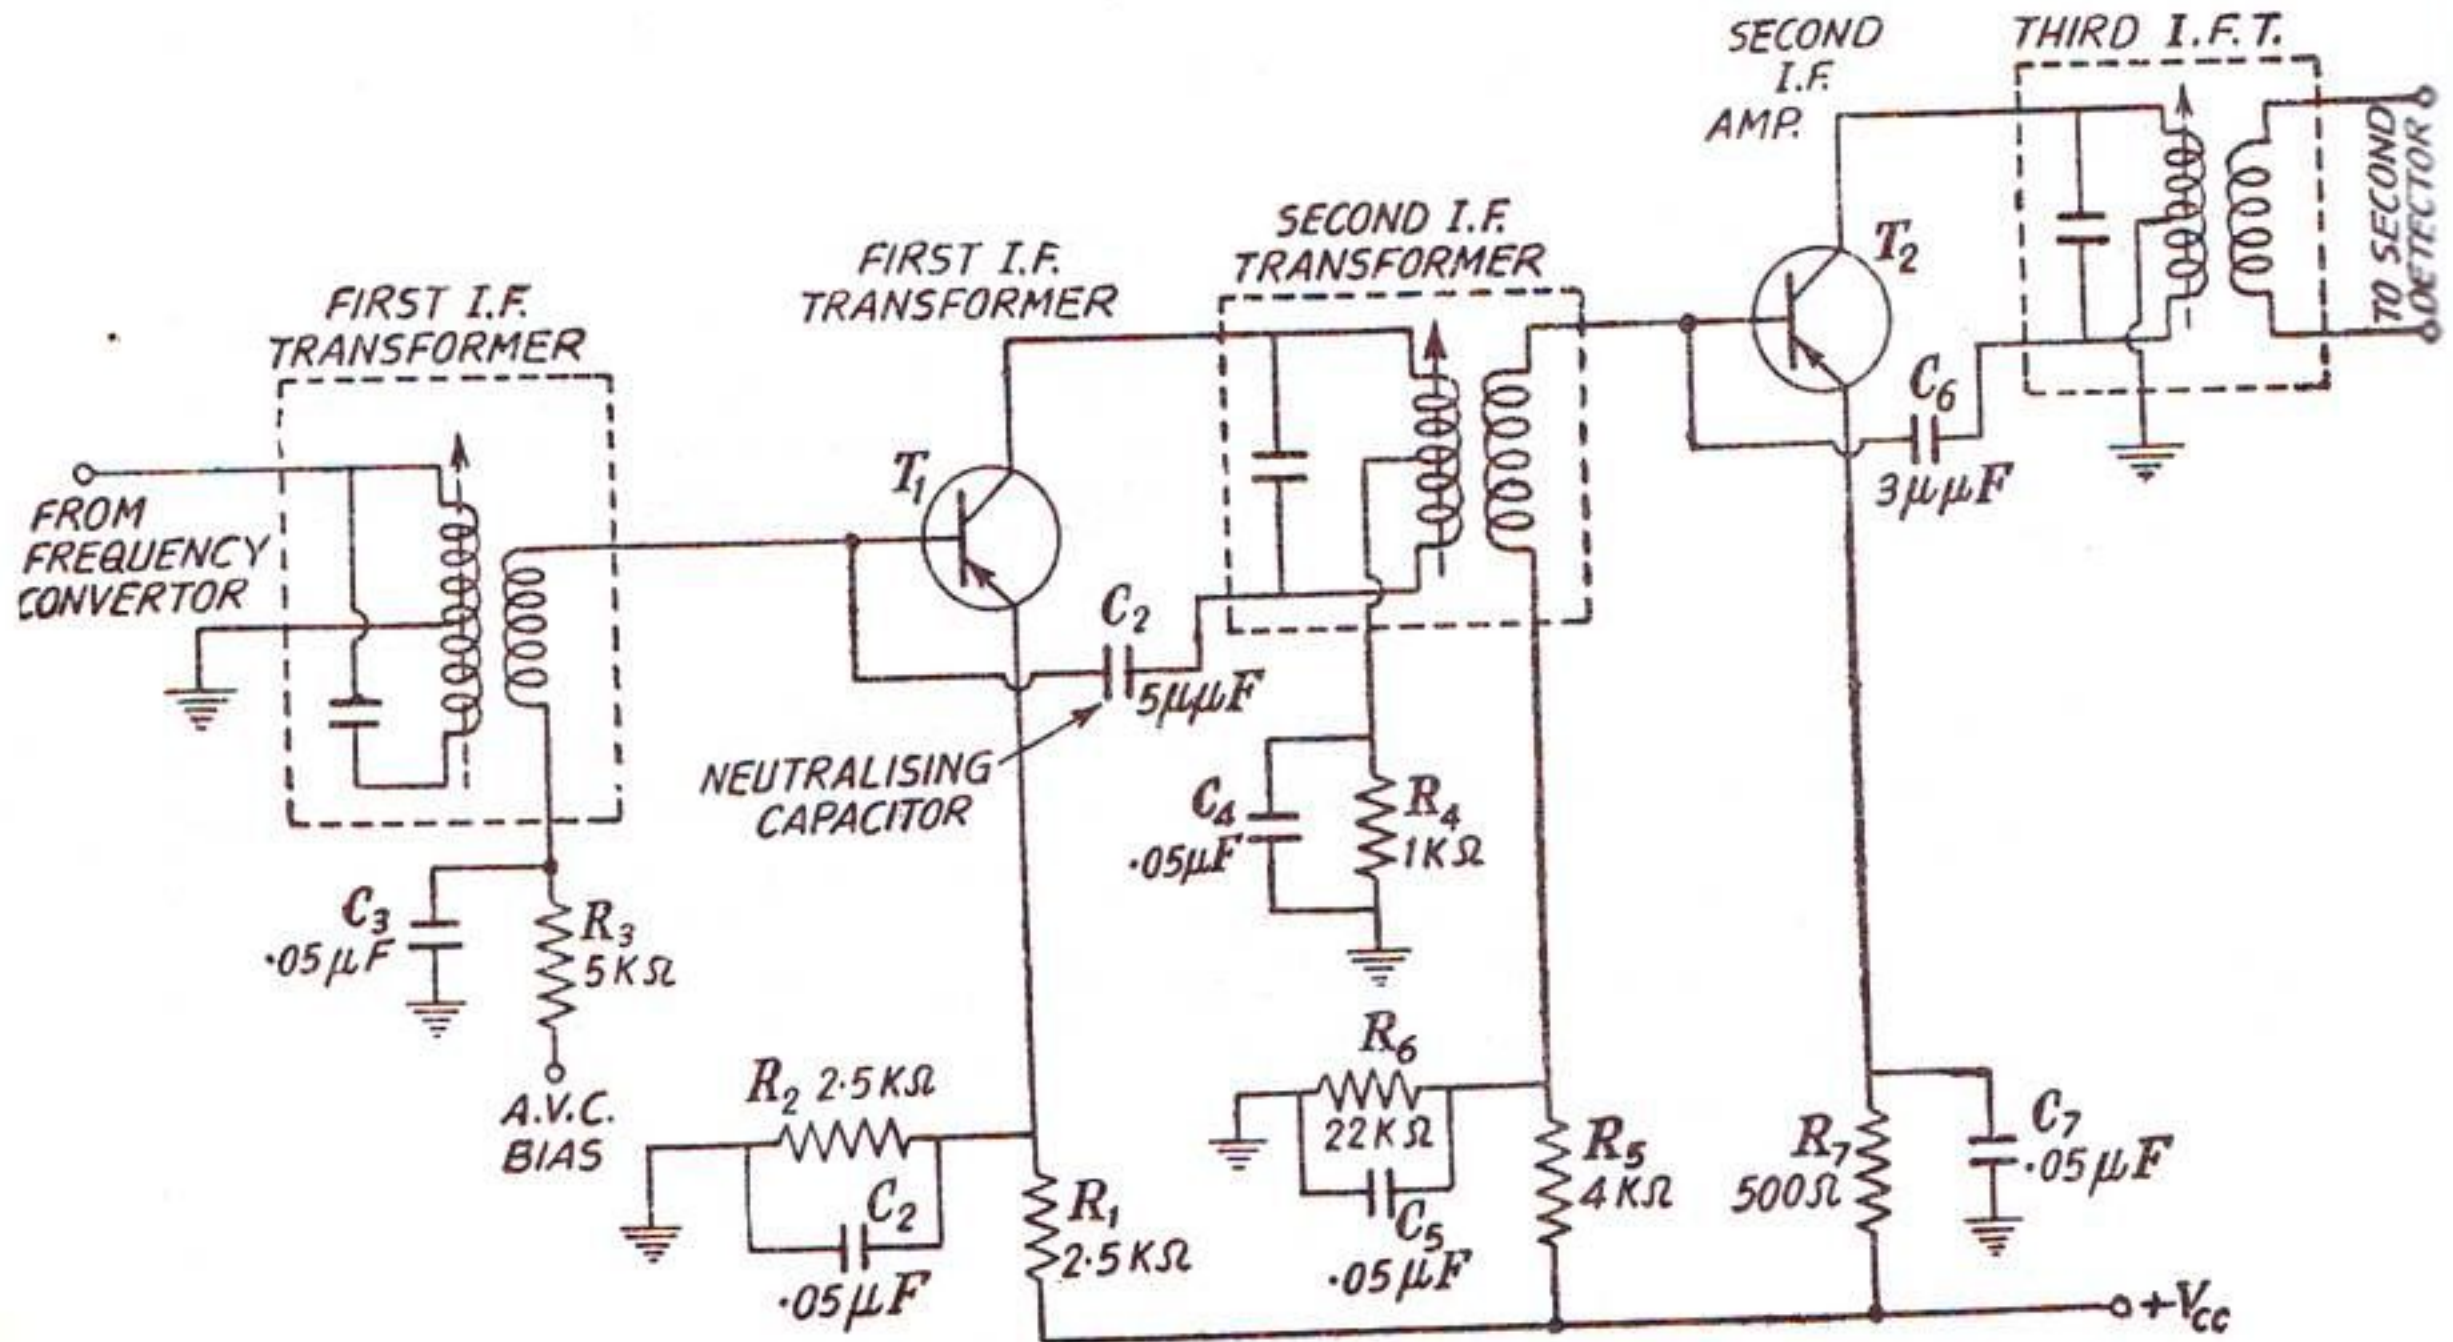 SECOND
I.F.
AMP.
THIRD I.F.T.
TO SECOND
DETECTOR
T2
C6
3μμF
SECOND I.F.
TRANSFORMER
FIRST I.F.
TRANSFORMER
FIRST I.F.
TRANSFORMER
T1
FROM
FREQUENCY
CONVERTOR
C2
5μμF
NEUTRALISING
CAPACITOR
C4
.05μF
R4
1KΩ
C3
.05μF
R3
5KΩ
A.V.C.
BIAS
R2 2.5KΩ
C2
.05μF
R1
2.5KΩ
R6
22KΩ
C5
.05μF
R5
4KΩ
R7
500Ω
C7
.05μF
+Vcc